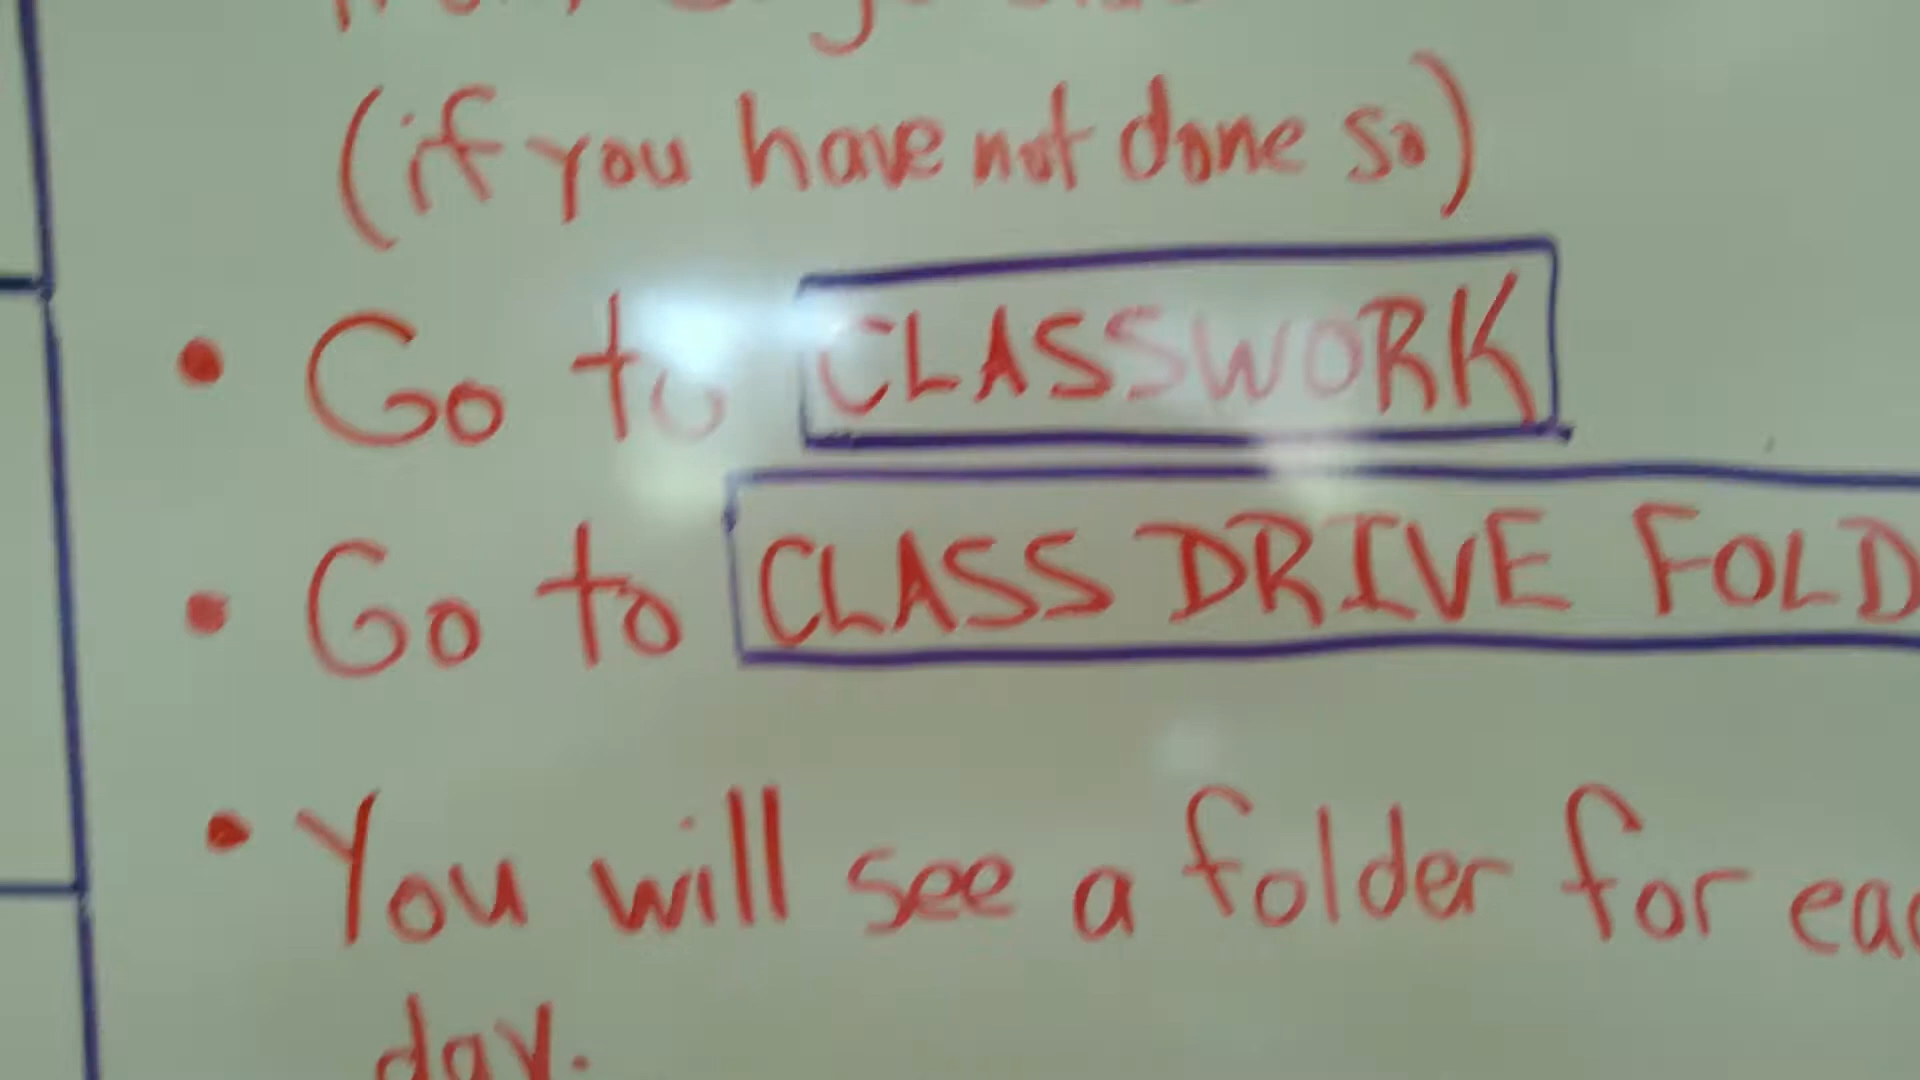 (if you have not done so)
• Go to CLASSWORK
• Go to CLASS DRIVE FOLD
• You will see a folder for eac
day.